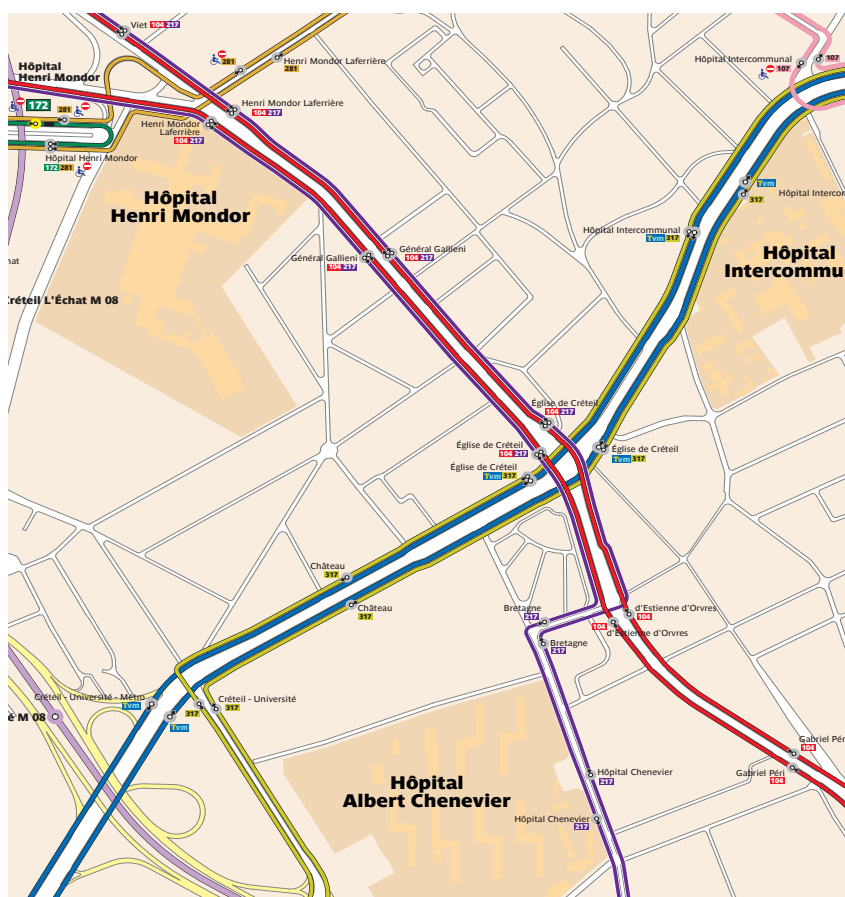 Viet 104 217
Hôpital
Henri Mondor
281
Henri Mondor Laferrière
281
Hôpital Intercommunal
107
107
172
281
Henri Mondor Laferrière
104 217
Henri Mondor
Laferrière
104 217
Hôpital Henri Mondor
172 281
Tvm
317
Hôpital Intercom
Hôpital
Henri Mondor
Hôpital Intercommunal
Tvm 317
Hôpital
Intercommu
Général Gallieni
104 217
Général Gallieni
104 217
nat
Créteil L'Échat M 08
Église de Créteil
104 217
Église de Créteil
104 217
Église de Créteil
Tvm 317
Église de Créteil
Tvm 317
Château
317
Château
317
Bretagne
217
d'Estienne d'Orvres
104
104
d'Estienne d'Orvres
Bretagne
217
Créteil - Université - Métro
Tvm
317
Créteil - Université
317
Tvm
é M 08
Gabriel Péri
104
Gabriel Péri
104
Hôpital Chenevier
217
Hôpital
Albert Chenevier
Hôpital Chenevier
217